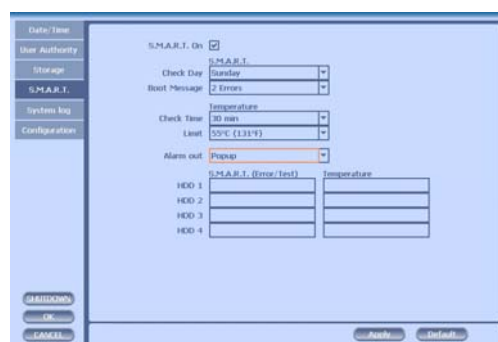 Date/Time
User Authority
Storage
S.M.A.R.T.
System log
Configuration
SHUTDOWN
OK
CANCEL
S.M.A.R.T. On
S.M.A.R.T.
Check Day Sunday
Boot Message 2 Errors
Temperature
Check Time 30 min
Limit 55°C (131°F)
Alarm out Popup
S.M.A.R.T. (Error/Test) Temperature
HDD 1
HDD 2
HDD 3
HDD 4
Apply Default